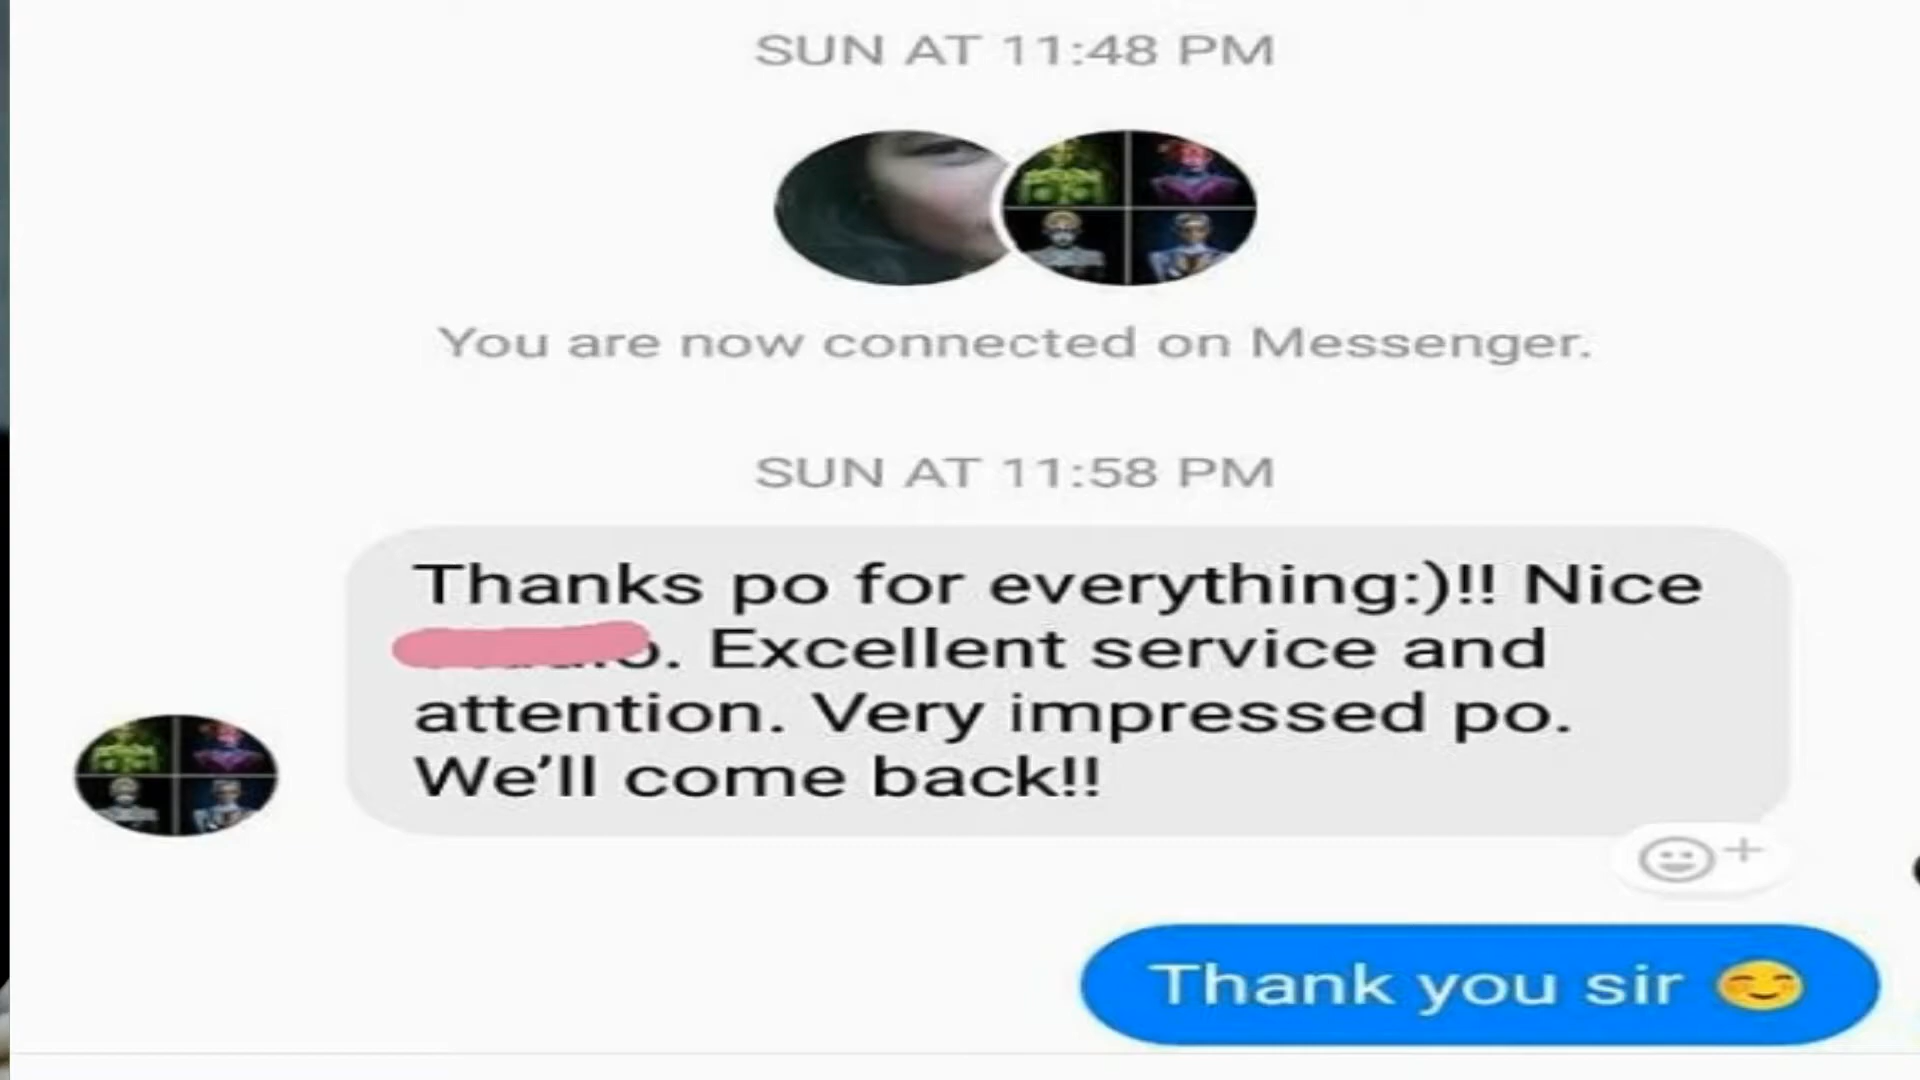 SUN AT 11:48 PM
You are now connected on Messenger.
SUN AT 11:58 PM
Thanks po for everything:)!! Nice
. Excellent service and
attention. Very impressed po.
We’ll come back!!
Thank you sir 😊